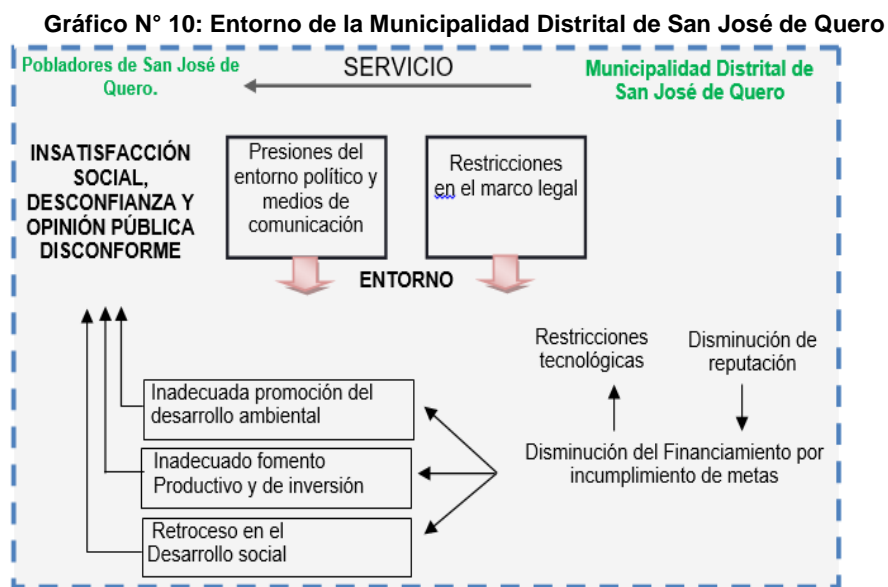 Gráfico N° 10: Entorno de la Municipalidad Distrital de San José de Quero
Pobladores de San José de
Quero.
SERVICIO
Municipalidad Distrital de
San José de Quero
INSATISFACCIÓN
SOCIAL,
DESCONFIANZA Y
OPINIÓN PÚBLICA
DISCONFORME
Presiones del
entorno político y
medios de
comunicación
Restricciones
en el marco legal
ENTORNO
Restricciones
tecnológicas
Disminución de
reputación
Inadecuada promoción del
desarrollo ambiental
Inadecuado fomento
Productivo y de inversión
Retroceso en el
Desarrollo social
Disminución del Financiamiento por
incumplimiento de metas